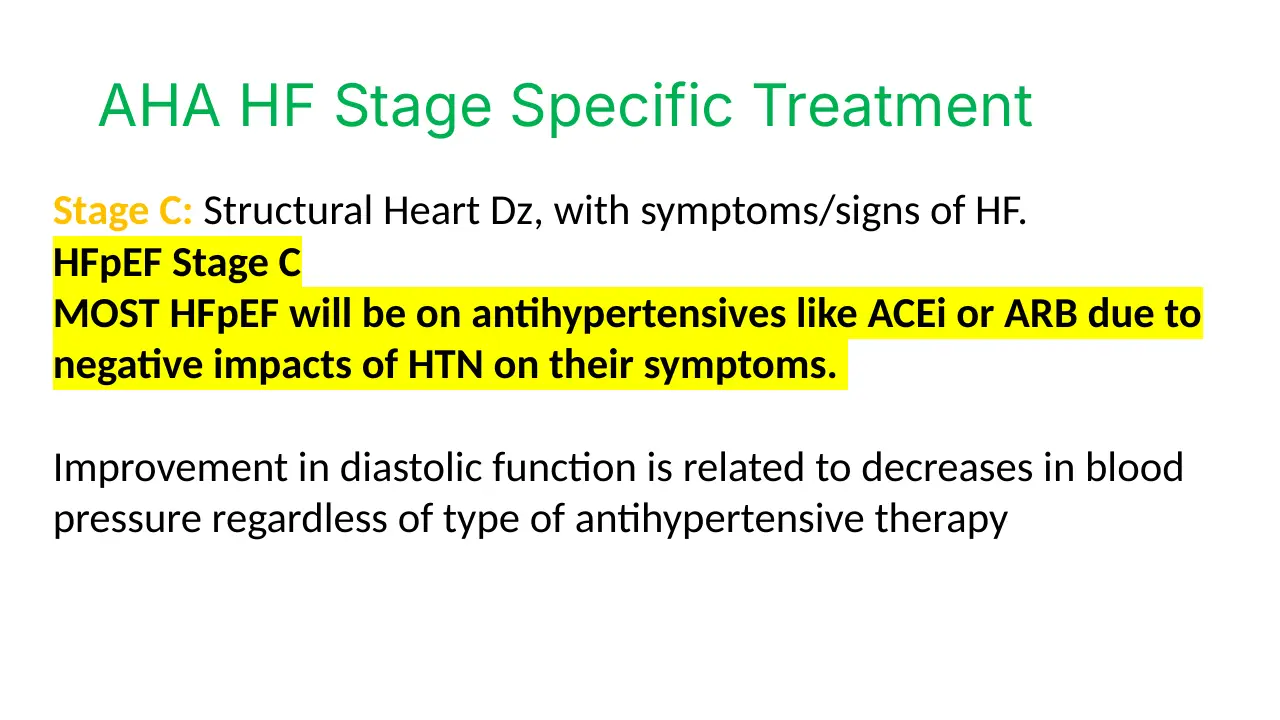 AHA HF Stage Specific Treatment
Stage C: Structural Heart Dz, with symptoms/signs of HF.
HFpEF Stage C
MOST HFpEF will be on antihypertensives like ACEi or ARB due to
negative impacts of HTN on their symptoms.
Improvement in diastolic function is related to decreases in blood
pressure regardless of type of antihypertensive therapy